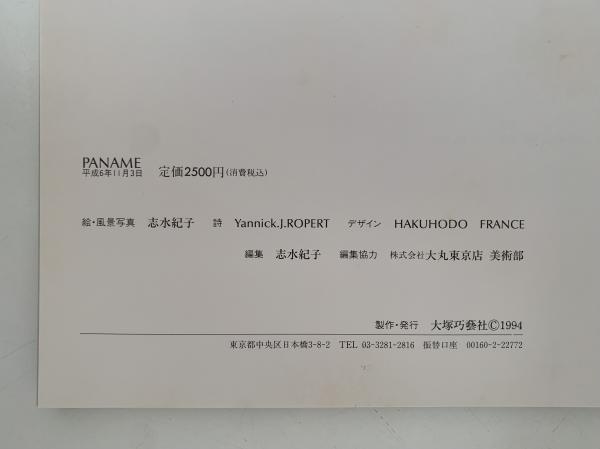 PANAME
平成6年11月3日 定価2500円(消費税込)
絵・風景写真 志水紀子 詩 Yannick.J.ROPERT デザイン HAKUHODO FRANCE
編集 志水紀子 編集協力 株式会社大丸東京店 美術部
製作・発行 大塚巧藝社©1994
東京都中央区日本橋3-8-2 TEL 03-3281-2816 振替口座 00160-2-22772